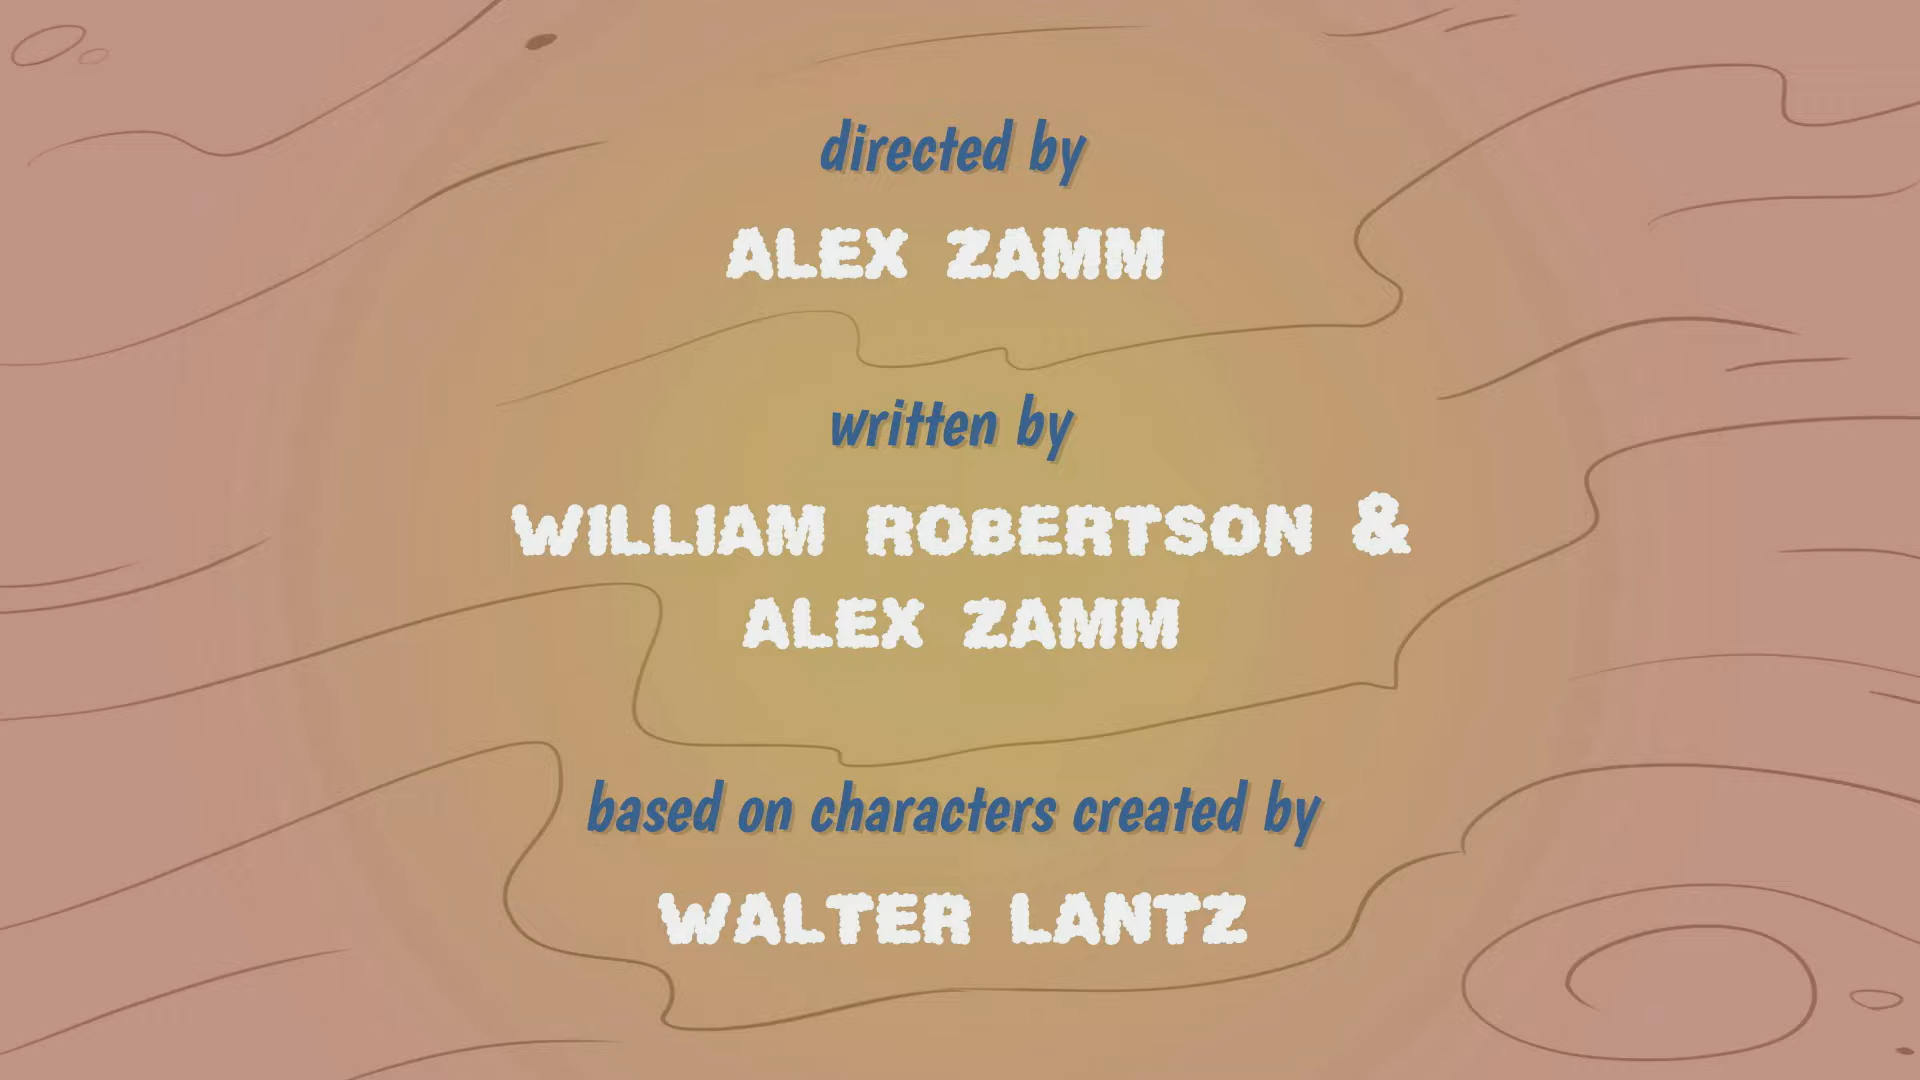 directed by
ALEX ZAMM
written by
WILLIAM ROBERTSON &
ALEX ZAMM
based on characters created by
WALTER LANTZ